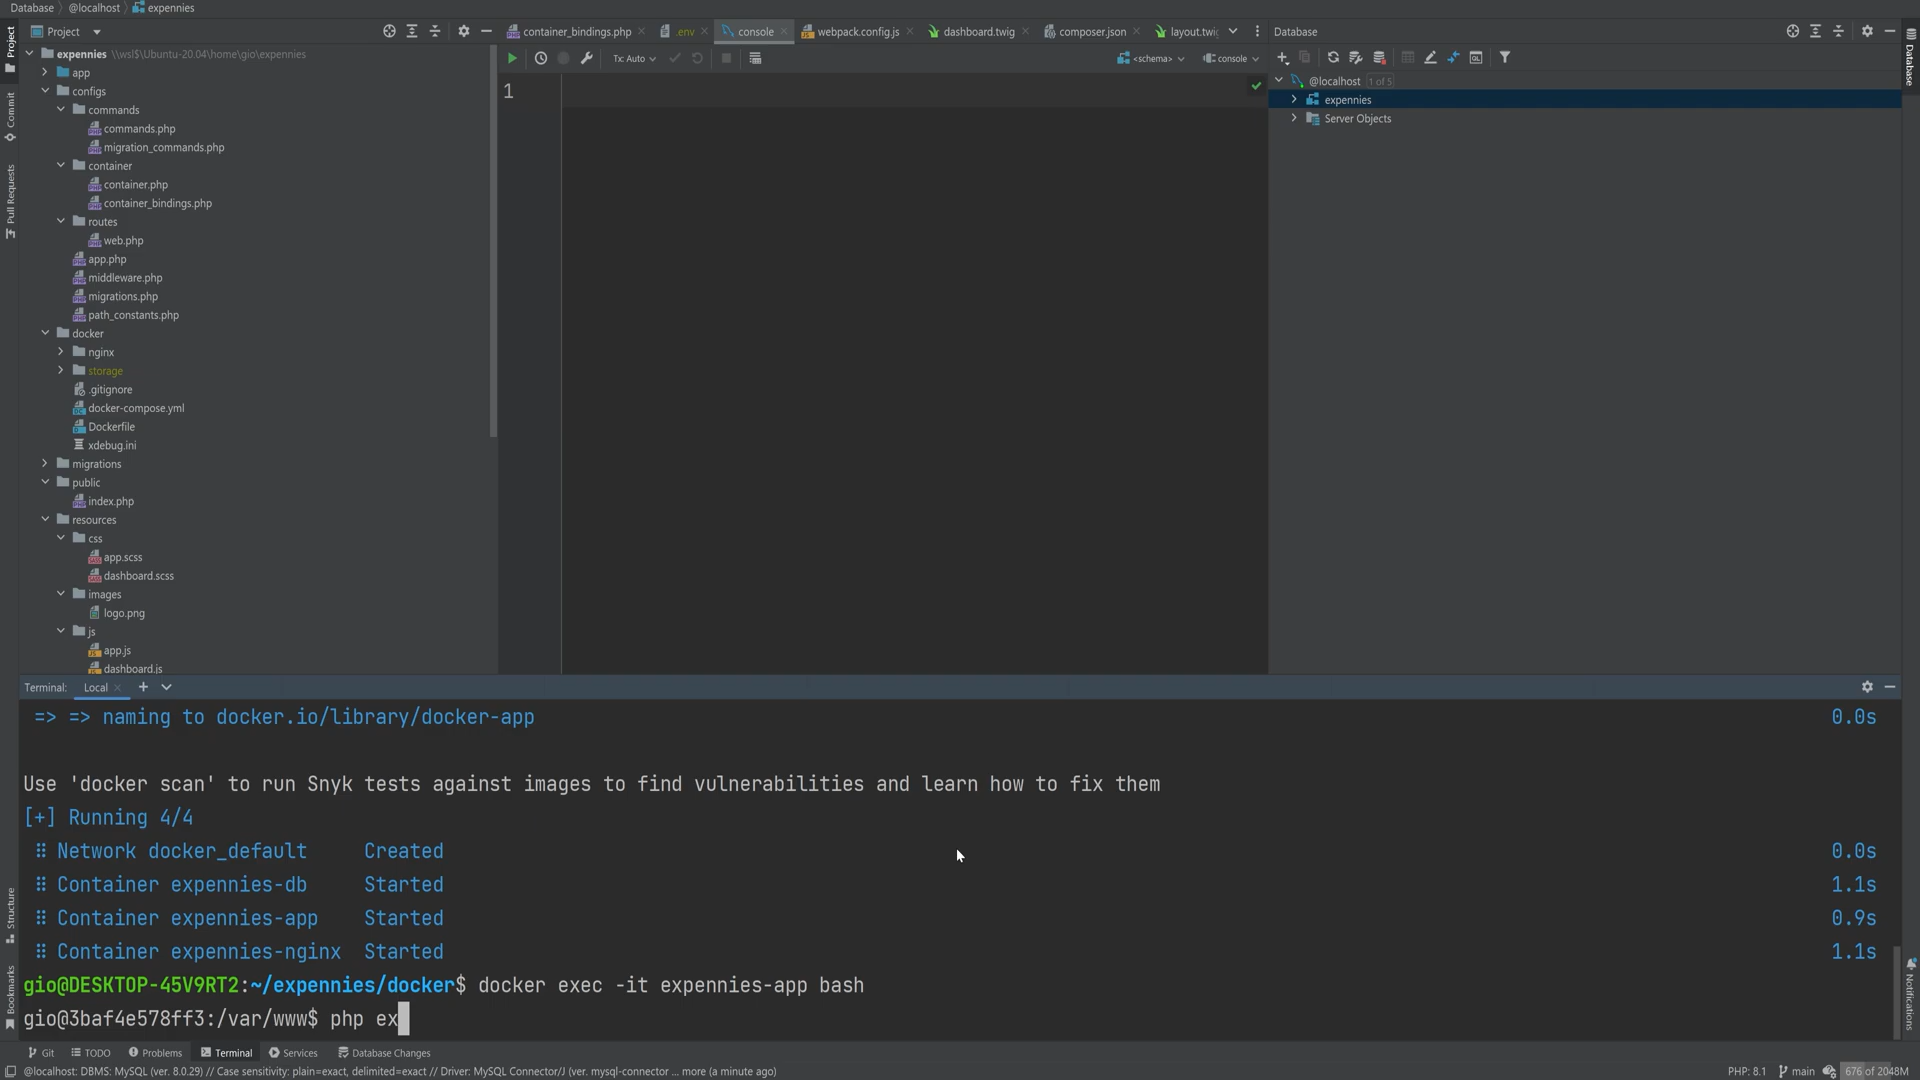 Database > @localhost > expennies
Project
container_bindings.php
.env
console
webpack.config.js
dashboard.twig
composer.json
layout.twi
Database
Tx: Auto
<schema>
console
expennies \\wsl$\Ubuntu-20.04\home\gio\expennies
app
configs
commands
commands.php
migration_commands.php
container
container.php
container_bindings.php
routes
web.php
app.php
middleware.php
migrations.php
path_constants.php
docker
nginx
storage
.gitignore
docker-compose.yml
Dockerfile
xdebug.ini
migrations
public
index.php
resources
css
app.scss
dashboard.scss
images
logo.png
js
app.js
dashboard.js
1
@localhost 1 of 5
expennies
Server Objects
Project
Commit
Pull Requests
Structure
Bookmarks
Database
Notifications
Terminal: Local
=> => naming to docker.io/library/docker-app 0.0s
Use 'docker scan' to run Snyk tests against images to find vulnerabilities and learn how to fix them
[+] Running 4/4
⠿ Network docker_default Created 0.0s
⠿ Container expennies-db Started 1.1s
⠿ Container expennies-app Started 0.9s
⠿ Container expennies-nginx Started 1.1s
gio@DESKTOP-45V9RT2:~/expennies/docker$ docker exec -it expennies-app bash
gio@3baf4e578ff3:/var/www$ php ex
Git
TODO
Problems
Terminal
Services
Database Changes
@localhost: DBMS: MySQL (ver. 8.0.29) // Case sensitivity: plain=exact, delimited=exact // Driver: MySQL Connector/J (ver. mysql-connector ... more (a minute ago)
PHP: 8.1
main
676 of 2048M